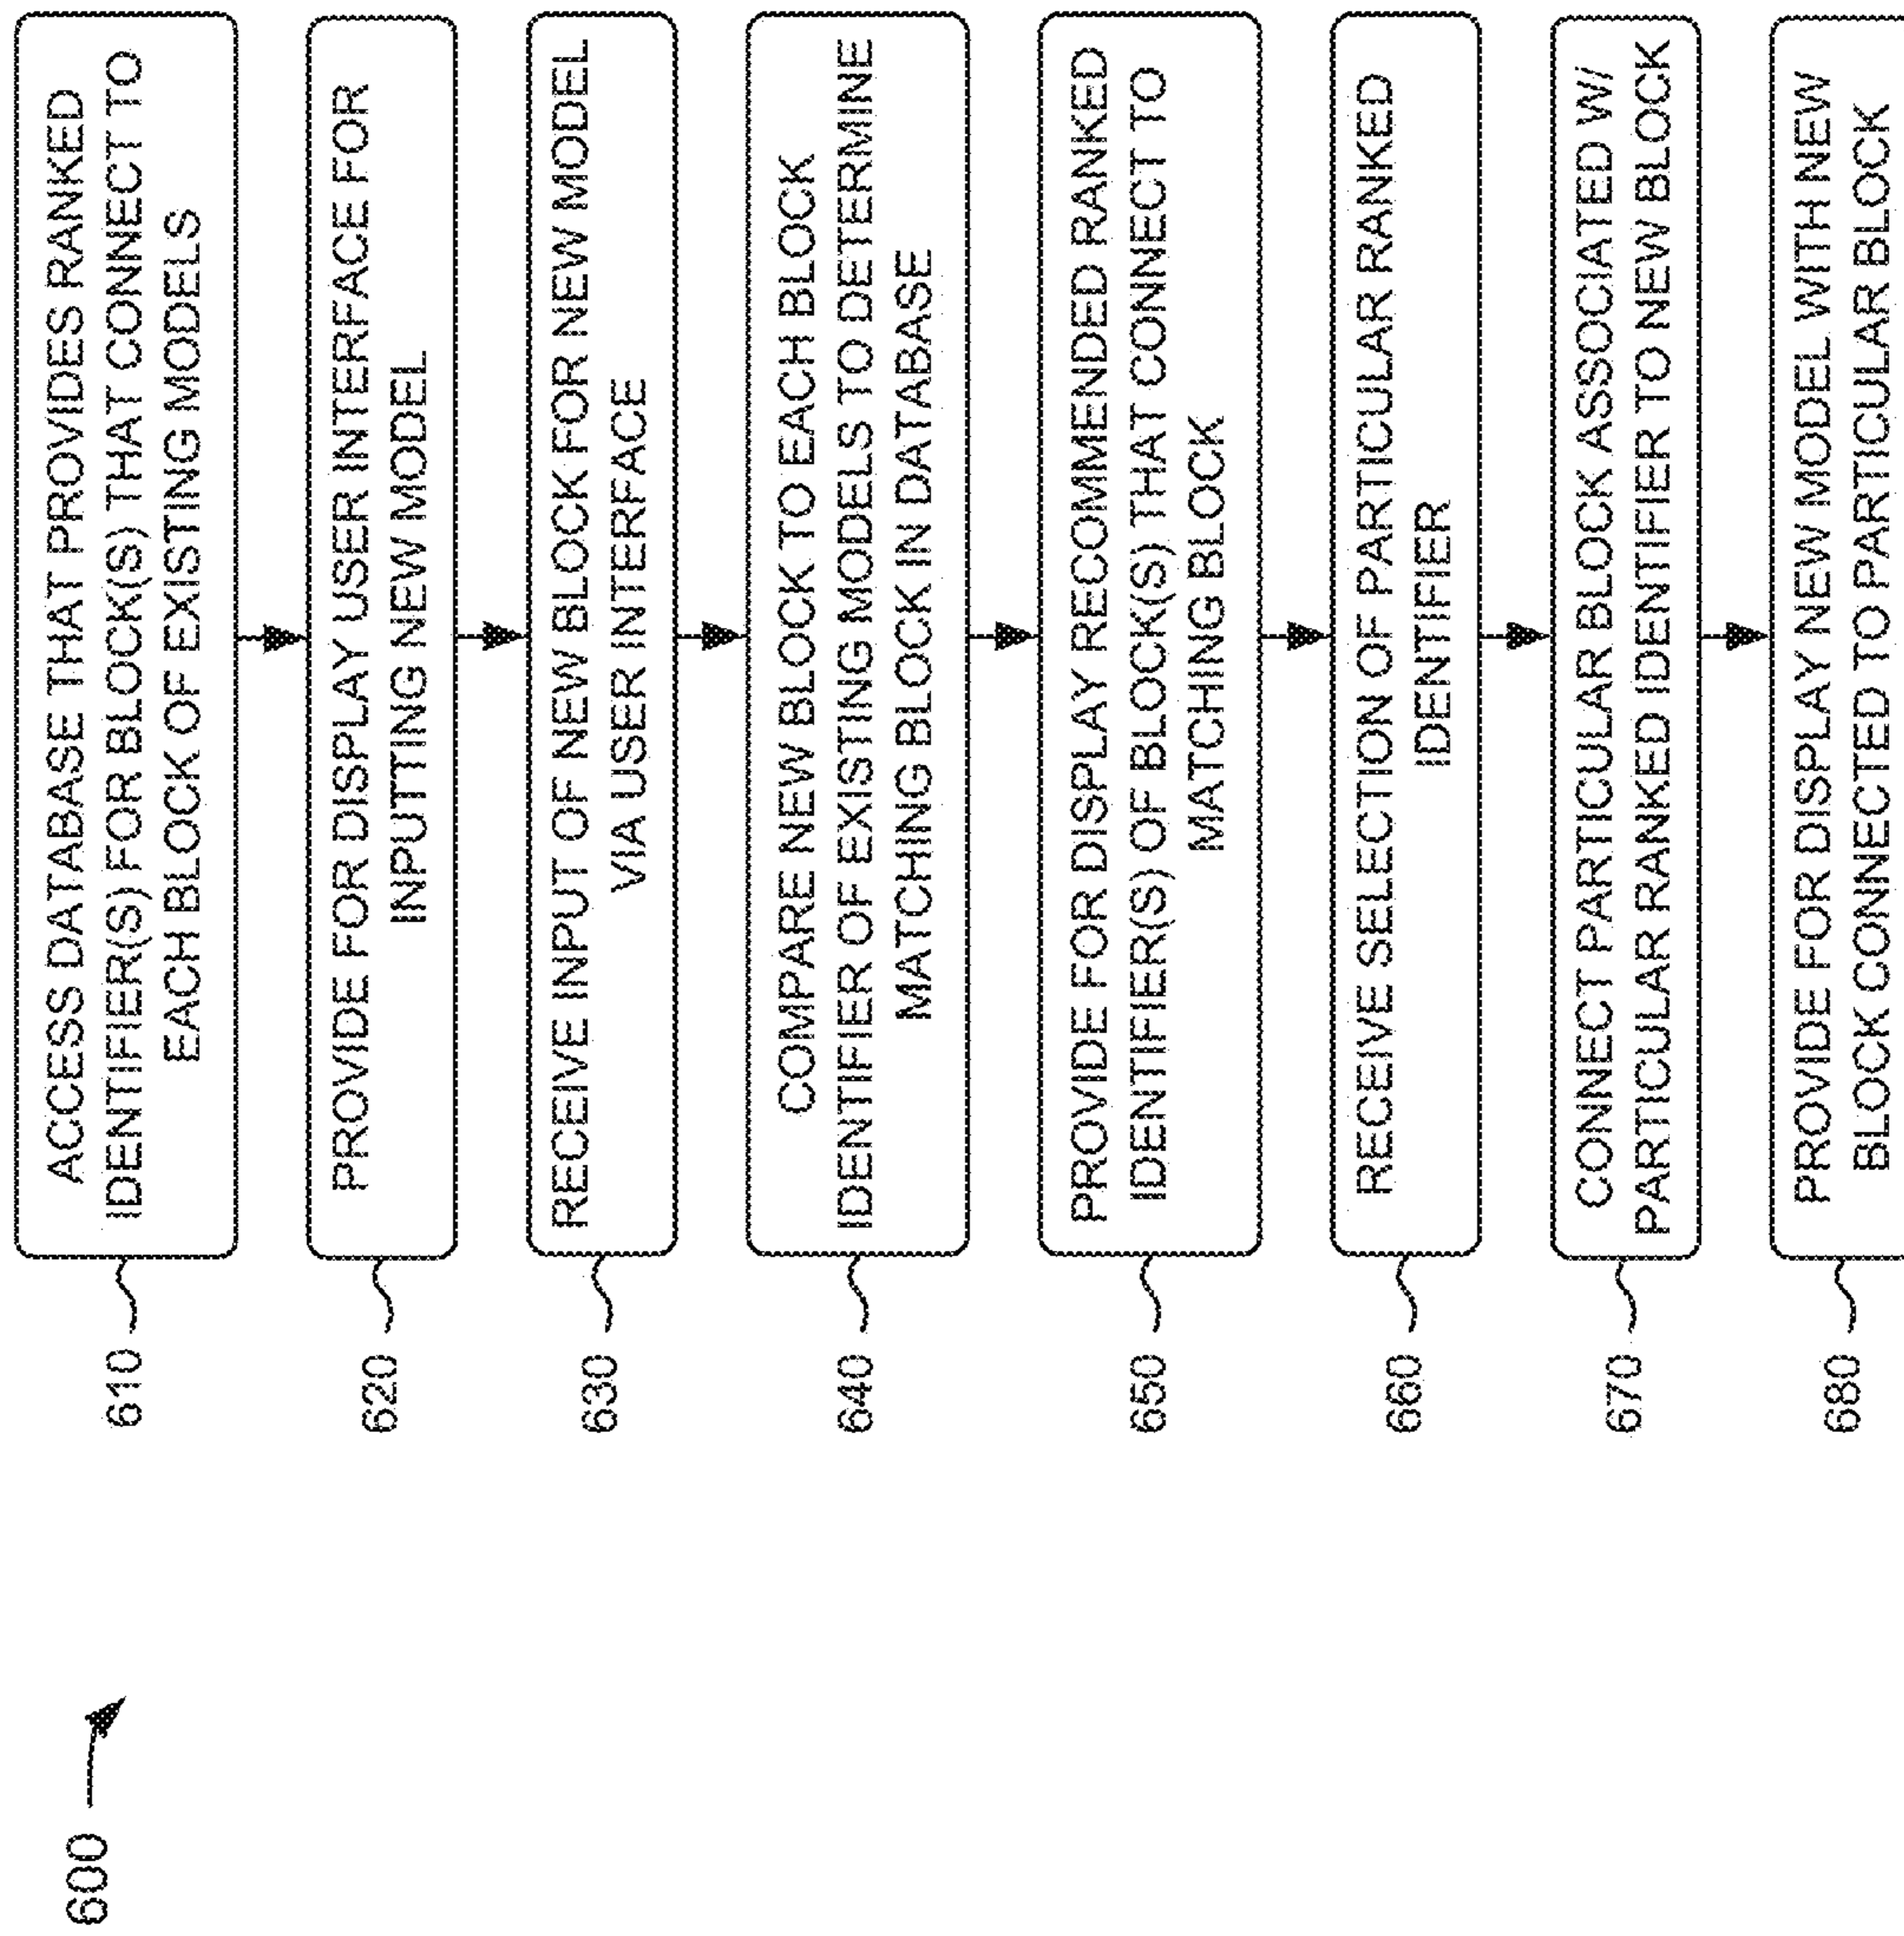 600
610
ACCESS DATABASE THAT PROVIDES RANKED
IDENTIFIER(S) FOR BLOCK(S) THAT CONNECT TO
EACH BLOCK OF EXISTING MODELS
620
PROVIDE FOR DISPLAY USER INTERFACE FOR
INPUTTING NEW MODEL
630
RECEIVE INPUT OF NEW BLOCK FOR NEW MODEL
VIA USER INTERFACE
640
COMPARE NEW BLOCK TO EACH BLOCK
IDENTIFIER OF EXISTING MODELS TO DETERMINE
MATCHING BLOCK IN DATABASE
650
PROVIDE FOR DISPLAY RECOMMENDED RANKED
IDENTIFIER(S) OF BLOCK(S) THAT CONNECT TO
MATCHING BLOCK
660
RECEIVE SELECTION OF PARTICULAR RANKED
IDENTIFIER
670
CONNECT PARTICULAR BLOCK ASSOCIATED W/
PARTICULAR RANKED IDENTIFIER TO NEW BLOCK
680
PROVIDE FOR DISPLAY NEW MODEL WITH NEW
BLOCK CONNECTED TO PARTICULAR BLOCK